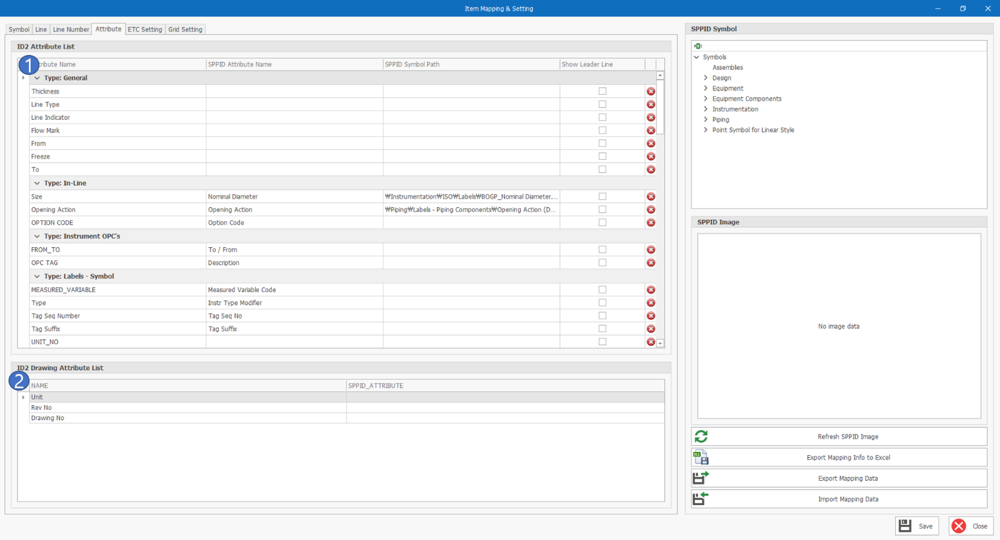 Item Mapping & Setting
Symbol Line Line Number Attribute ETC Setting Grid Setting
ID2 Attribute List
1
tribute Name SPPID Attribute Name SPPID Symbol Path Show Leader Line
Type: General
Thickness
Line Type
Line Indicator
Flow Mark
From
Freeze
To
Type: In-Line
Size Nominal Diameter ₩Instrumentation₩ISO₩Labels₩BOGP_Nominal Diameter....
Opening Action Opening Action ₩Piping₩Labels - Piping Components₩Opening Action (D...
OPTION CODE Option Code
Type: Instrument OPC's
FROM_TO To / From
OPC TAG Description
Type: Labels - Symbol
MEASURED_VARIABLE Measured Variable Code
Type Instr Type Modifier
Tag Seq Number Tag Seq No
Tag Suffix Tag Suffix
UNIT_NO
ID2 Drawing Attribute List
2
NAME SPPID_ATTRIBUTE
Unit
Rev No
Drawing No
SPPID Symbol
Symbols
Assemblies
Design
Equipment
Equipment Components
Instrumentation
Piping
Point Symbol for Linear Style
SPPID Image
No image data
Refresh SPPID Image
XLS
Export Mapping Info to Excel
Export Mapping Data
Import Mapping Data
Save Close